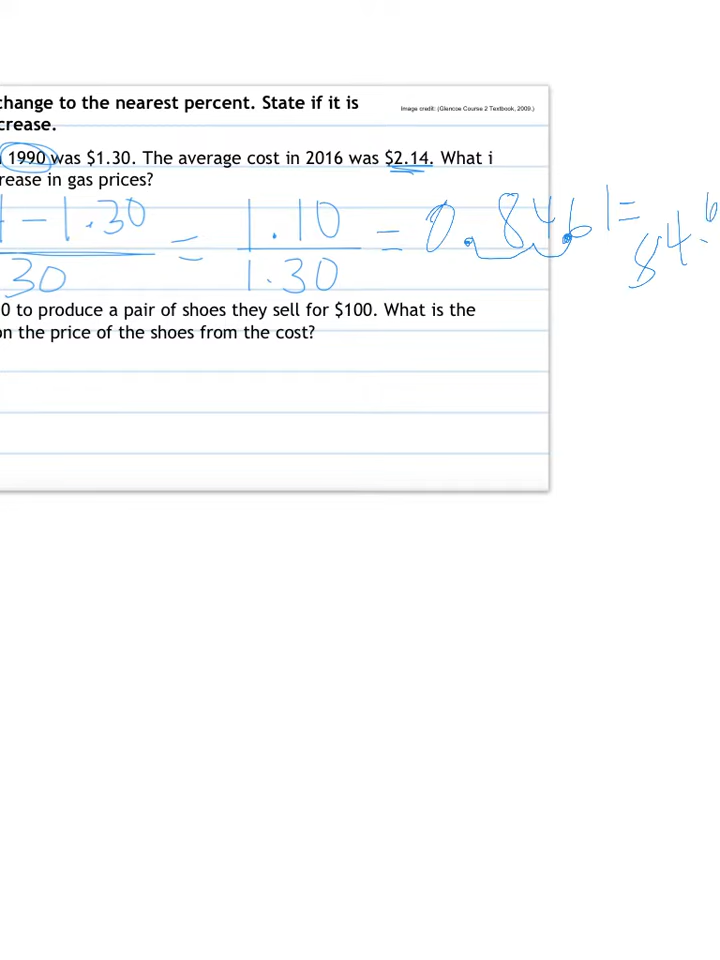 change to the nearest percent. State if it is
Image credit: (Glencoe Course 2 Textbook, 2009.)
crease.
1990 was $1.30. The average cost in 2016 was $2.14. What i
rease in gas prices?
- 1.30 = 1.10 = 0.8461 =
30 1.30 84.6
0 to produce a pair of shoes they sell for $100. What is the
on the price of the shoes from the cost?